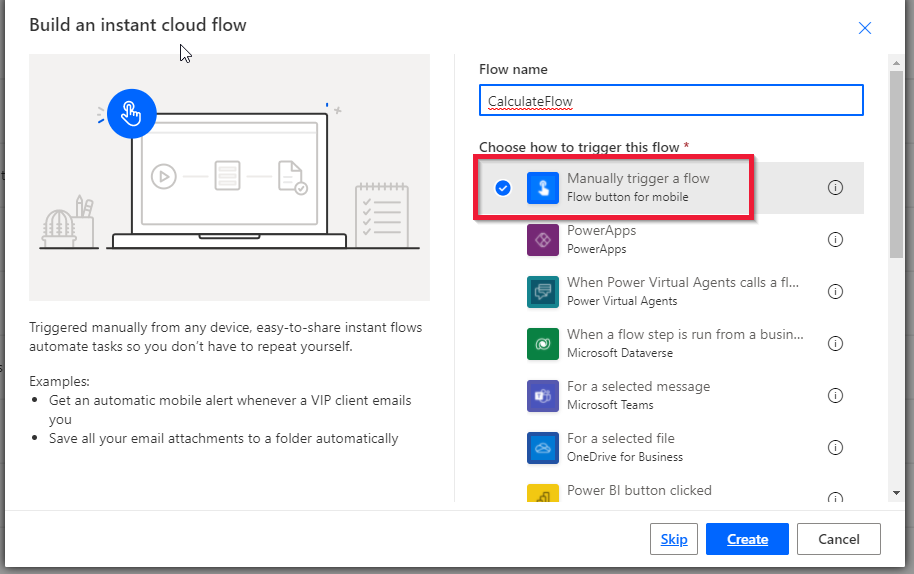 Build an instant cloud flow
Triggered manually from any device, easy-to-share instant flows
automate tasks so you don't have to repeat yourself.
Examples:
• Get an automatic mobile alert whenever a VIP client emails
you
• Save all your email attachments to a folder automatically
Flow name
CalculateFlow
Choose how to trigger this flow *
Manually trigger a flow
Flow button for mobile
PowerApps
PowerApps
When Power Virtual Agents calls a fl...
Power Virtual Agents
When a flow step is run from a busin...
Microsoft Dataverse
For a selected message
Microsoft Teams
For a selected file
OneDrive for Business
Power BI button clicked
Skip
Create
Cancel